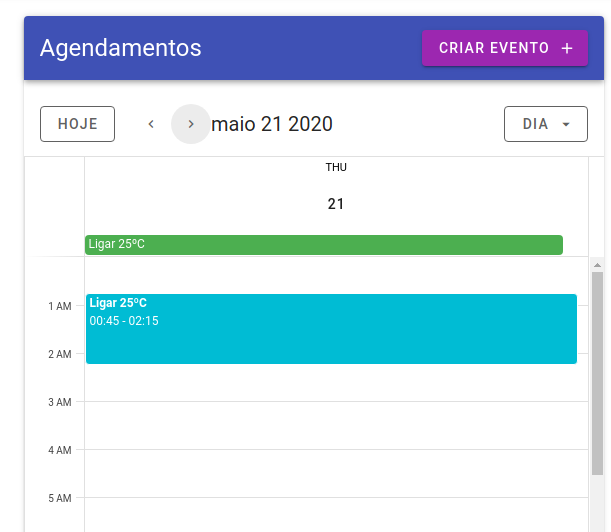 Agendamentos
CRIAR EVENTO +
HOJE
maio 21 2020
DIA
THU
21
Ligar 25ºC
Ligar 25ºC
00:45 - 02:15
1 AM
2 AM
3 AM
4 AM
5 AM